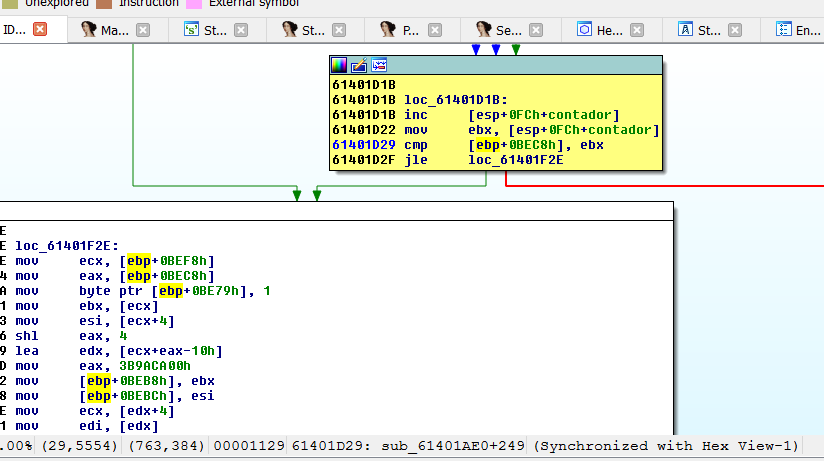 Unexplored Instruction External symbol
ID... Ma... St... St... P... Se... He... St... En...
61401D1B
61401D1B loc_61401D1B:
61401D1B inc [esp+0FCh+contador]
61401D22 mov ebx, [esp+0FCh+contador]
61401D29 cmp [ebp+0BEC8h], ebx
61401D2F jle loc_61401F2E
E
E loc_61401F2E:
E mov ecx, [ebp+0BEF8h]
4 mov eax, [ebp+0BEC8h]
A mov byte ptr [ebp+0BE79h], 1
1 mov ebx, [ecx]
3 mov esi, [ecx+4]
6 shl eax, 4
9 lea edx, [ecx+eax-10h]
D mov eax, 3B9ACA00h
2 mov [ebp+0BEB8h], ebx
8 mov [ebp+0BEBCh], esi
E mov ecx, [edx+4]
1 mov edi, [edx]
.00% (29,5554) (763,384) 00001129 61401D29: sub_61401AE0+249 (Synchronized with Hex View-1)